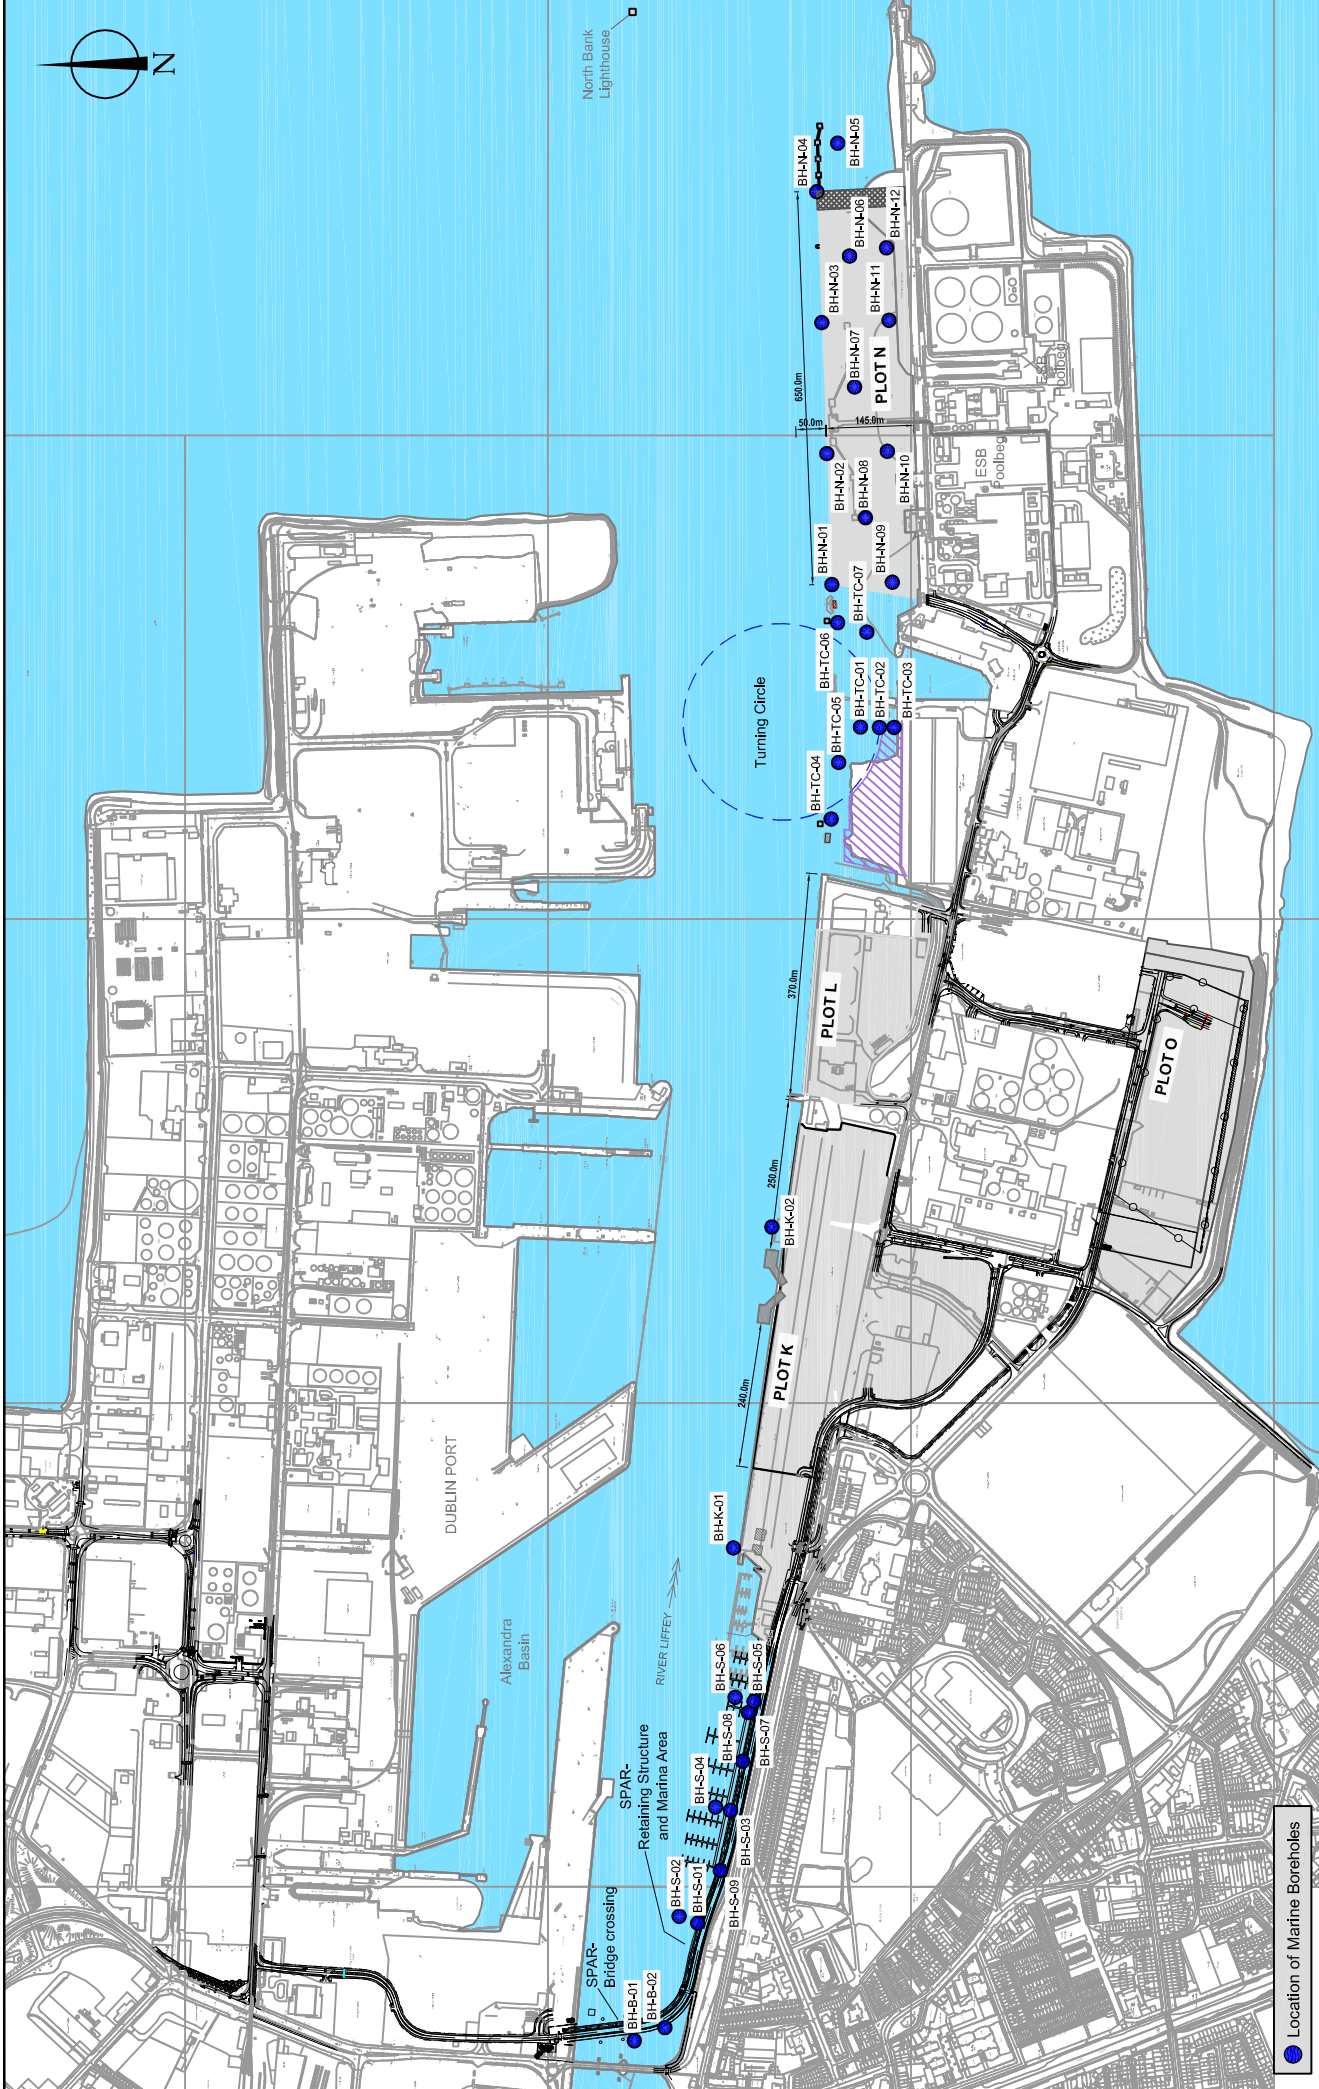 N
North Bank
Lighthouse
BH-N-04
BH-N-05
BH-N-06
BH-N-12
BH-N-03
BH-N-11
BH-N-07
PLOT N
650.0m
50.0m
145.0m
BH-N-02
BH-N-08
BH-N-10
BH-N-01
BH-N-09
ESB
Poolbeg
ESB
Poolbeg
BH-TC-07
BH-TC-06
BH-TC-01
BH-TC-02
BH-TC-03
BH-TC-05
BH-TC-04
Turning Circle
370.0m
PLOT L
PLOT O
250.0m
BH-K-02
PLOT K
240.0m
BH-K-01
DUBLIN PORT
Alexandra
Basin
RIVER LIFFEY
BH-S-06
BH-S-05
BH-S-08
BH-S-07
BH-S-04
BH-S-03
SPAR-
Retaining Structure
and Marina Area
BH-S-02
BH-S-01
BH-S-09
SPAR-
Bridge crossing
BH-B-01
BH-B-02
Location of Marine Boreholes